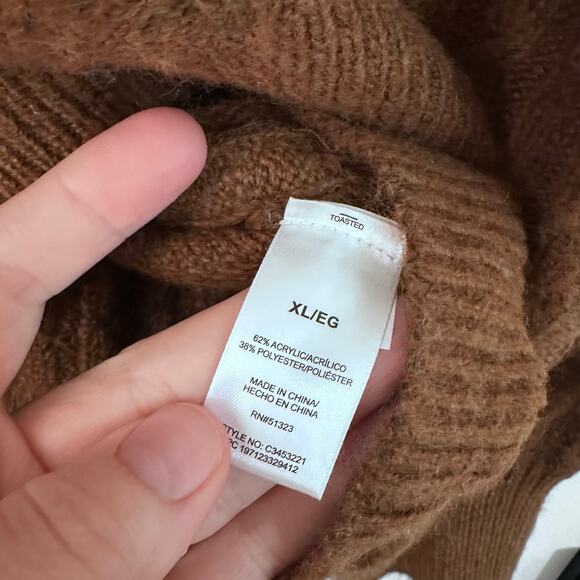 TOASTED
XL/EG
62% ACRYLIC/ACRÍLICO
38% POLYESTER/POLIÉSTER
MADE IN CHINA/
HECHO EN CHINA
RN#51323
STYLE NO: C3453221
PC 197123329412